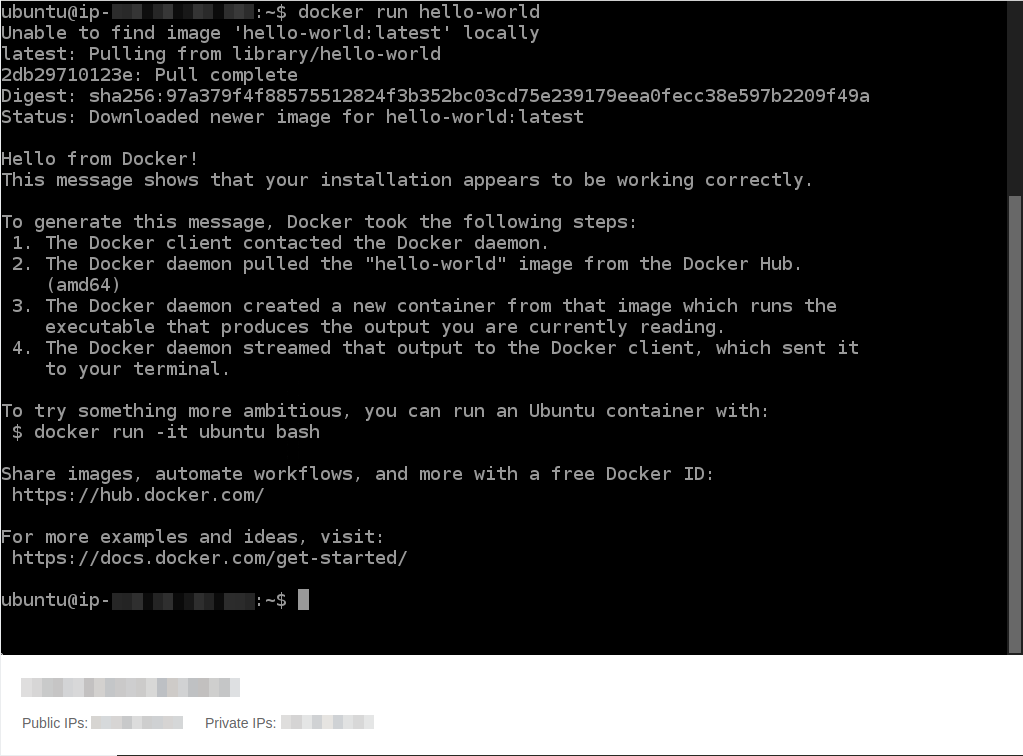 ubuntu@ip- :~$ docker run hello-world
Unable to find image 'hello-world:latest' locally
latest: Pulling from library/hello-world
2db29710123e: Pull complete
Digest: sha256:97a379f4f88575512824f3b352bc03cd75e239179eea0fecc38e597b2209f49a
Status: Downloaded newer image for hello-world:latest

Hello from Docker!
This message shows that your installation appears to be working correctly.

To generate this message, Docker took the following steps:
 1. The Docker client contacted the Docker daemon.
 2. The Docker daemon pulled the "hello-world" image from the Docker Hub.
    (amd64)
 3. The Docker daemon created a new container from that image which runs the
    executable that produces the output you are currently reading.
 4. The Docker daemon streamed that output to the Docker client, which sent it
    to your terminal.

To try something more ambitious, you can run an Ubuntu container with:
 $ docker run -it ubuntu bash

Share images, automate workflows, and more with a free Docker ID:
 https://hub.docker.com/

For more examples and ideas, visit:
 https://docs.docker.com/get-started/

ubuntu@ip- :~$
Public IPs: Private IPs: